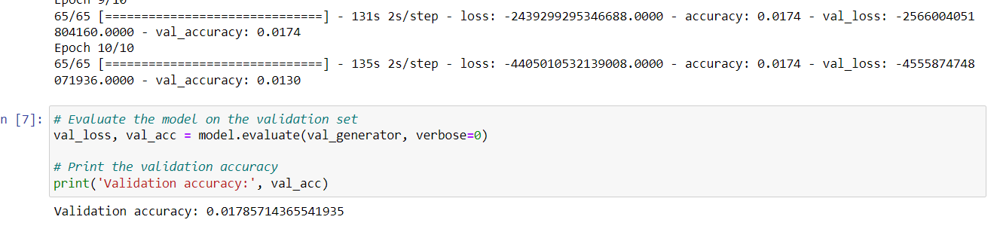 Epoch 9/10
65/65 [==============================] - 131s 2s/step - loss: -2439299295346688.0000 - accuracy: 0.0174 - val_loss: -2566004051
804160.0000 - val_accuracy: 0.0174
Epoch 10/10
65/65 [==============================] - 135s 2s/step - loss: -4405010532139008.0000 - accuracy: 0.0174 - val_loss: -4555874748
071936.0000 - val_accuracy: 0.0130
n [7]: # Evaluate the model on the validation set
val_loss, val_acc = model.evaluate(val_generator, verbose=0)
# Print the validation accuracy
print('Validation accuracy:', val_acc)
Validation accuracy: 0.01785714365541935